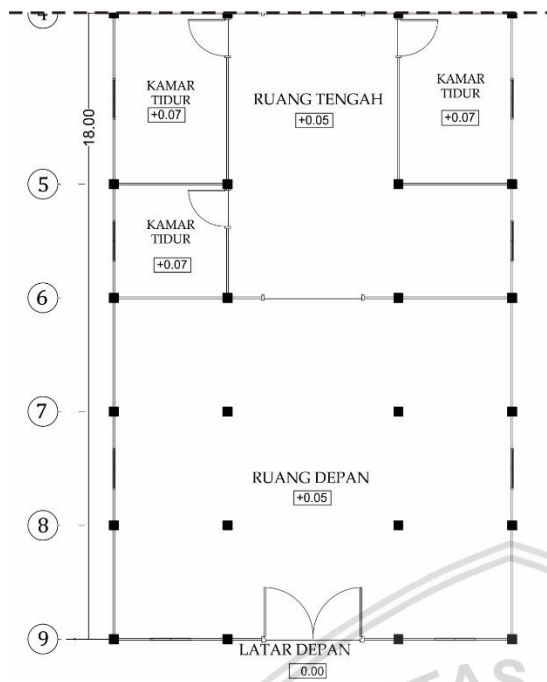 4
KAMAR
TIDUR
+0.07
RUANG TENGAH
+0.05
KAMAR
TIDUR
+0.07
18.00
5
KAMAR
TIDUR
+0.07
6
7
RUANG DEPAN
+0.05
8
9
LATAR DEPAN
0.00
TAS